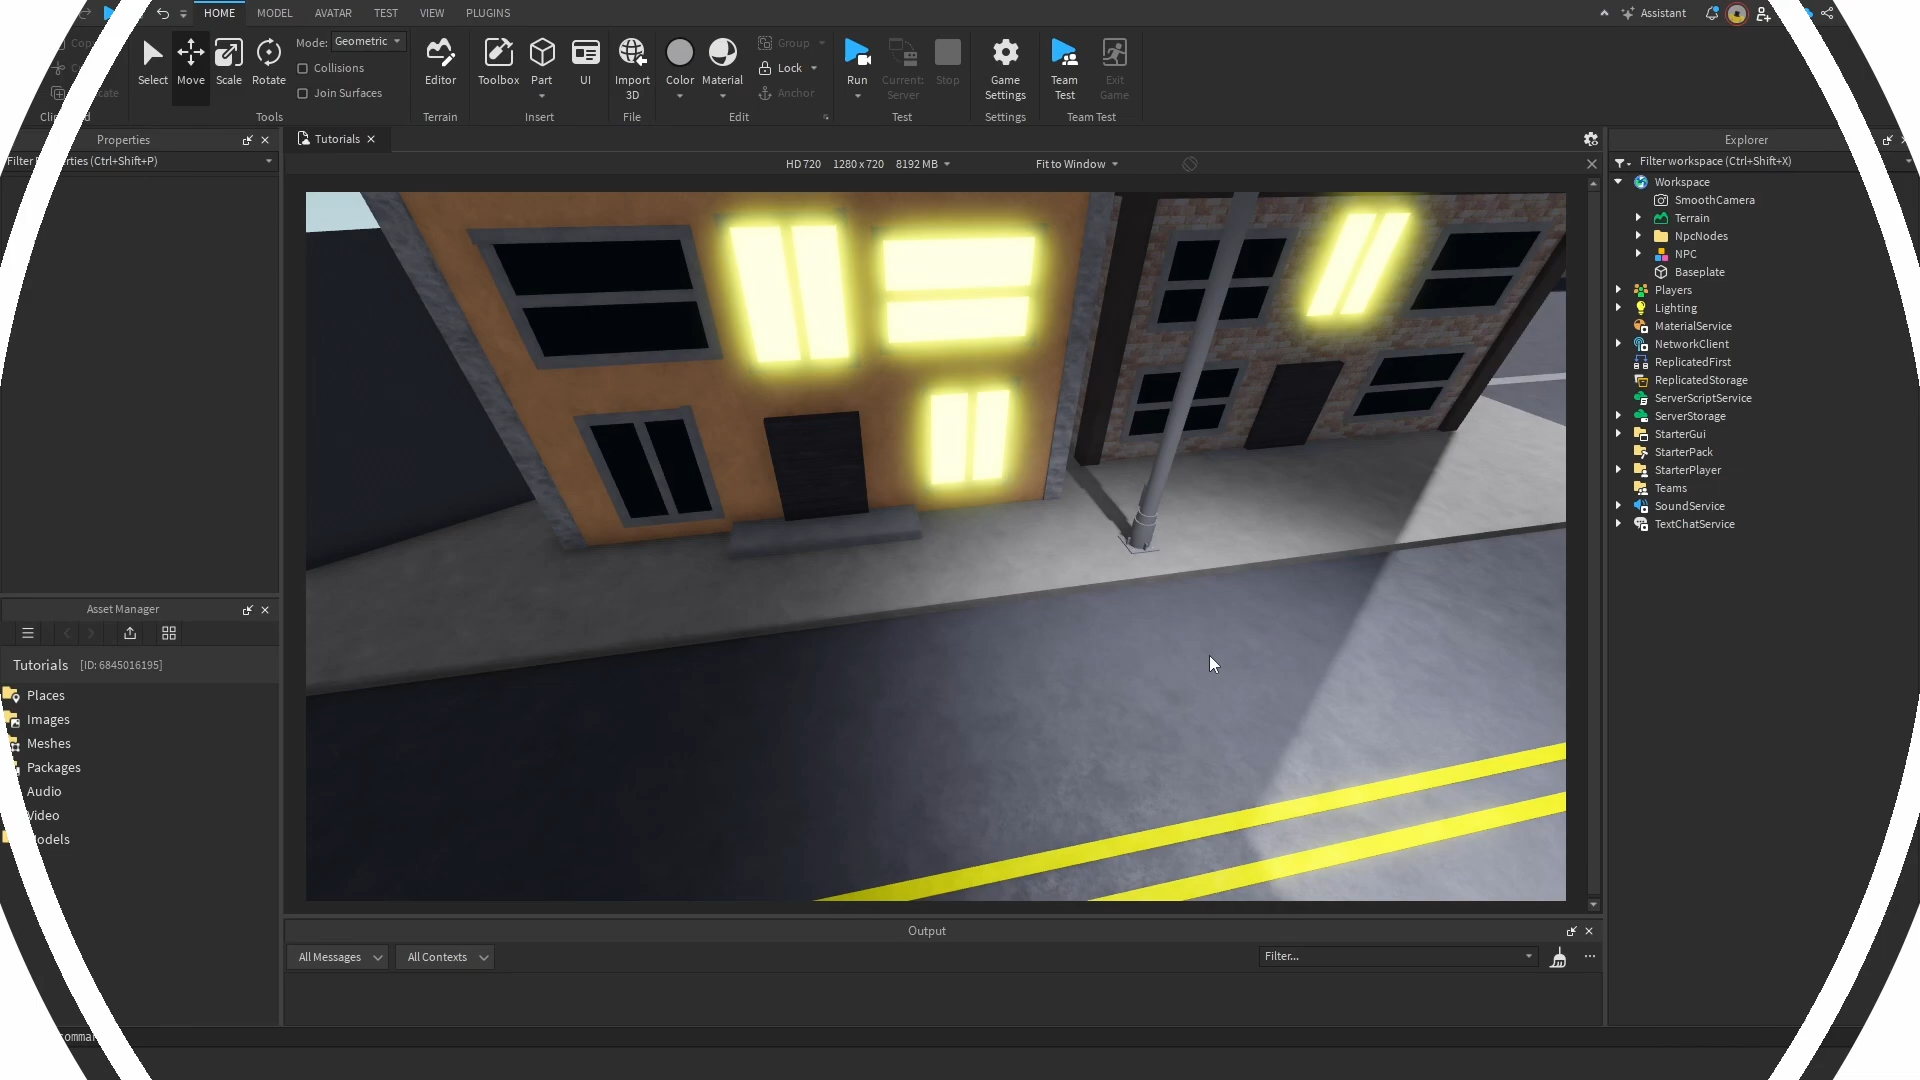 HOME MODEL AVATAR TEST VIEW PLUGINS Assistant
Mode: Geometric
Collisions
Join Surfaces
Select Move Scale Rotate
Tools
Editor
Terrain
Toolbox Part UI
Insert
Import
3D
File
Color Material
Group
Lock
Anchor
Edit
Run Current: Stop
Server
Test
Game
Settings
Settings
Team Exit
Test Game
Team Test
Properties
Tutorials
Explorer
(Ctrl+Shift+P)
HD 720 1280 x 720 8192 MB Fit to Window
Filter workspace (Ctrl+Shift+X)
Workspace
SmoothCamera
Terrain
NpcNodes
NPC
Baseplate
Players
Lighting
MaterialService
NetworkClient
ReplicatedFirst
ReplicatedStorage
ServerScriptService
ServerStorage
StarterGui
StarterPack
StarterPlayer
Teams
SoundService
TextChatService
Asset Manager
Tutorials [ID: 6845016195]
Places
Images
Meshes
Packages
Audio
Video
Output
All Messages All Contexts Filter...